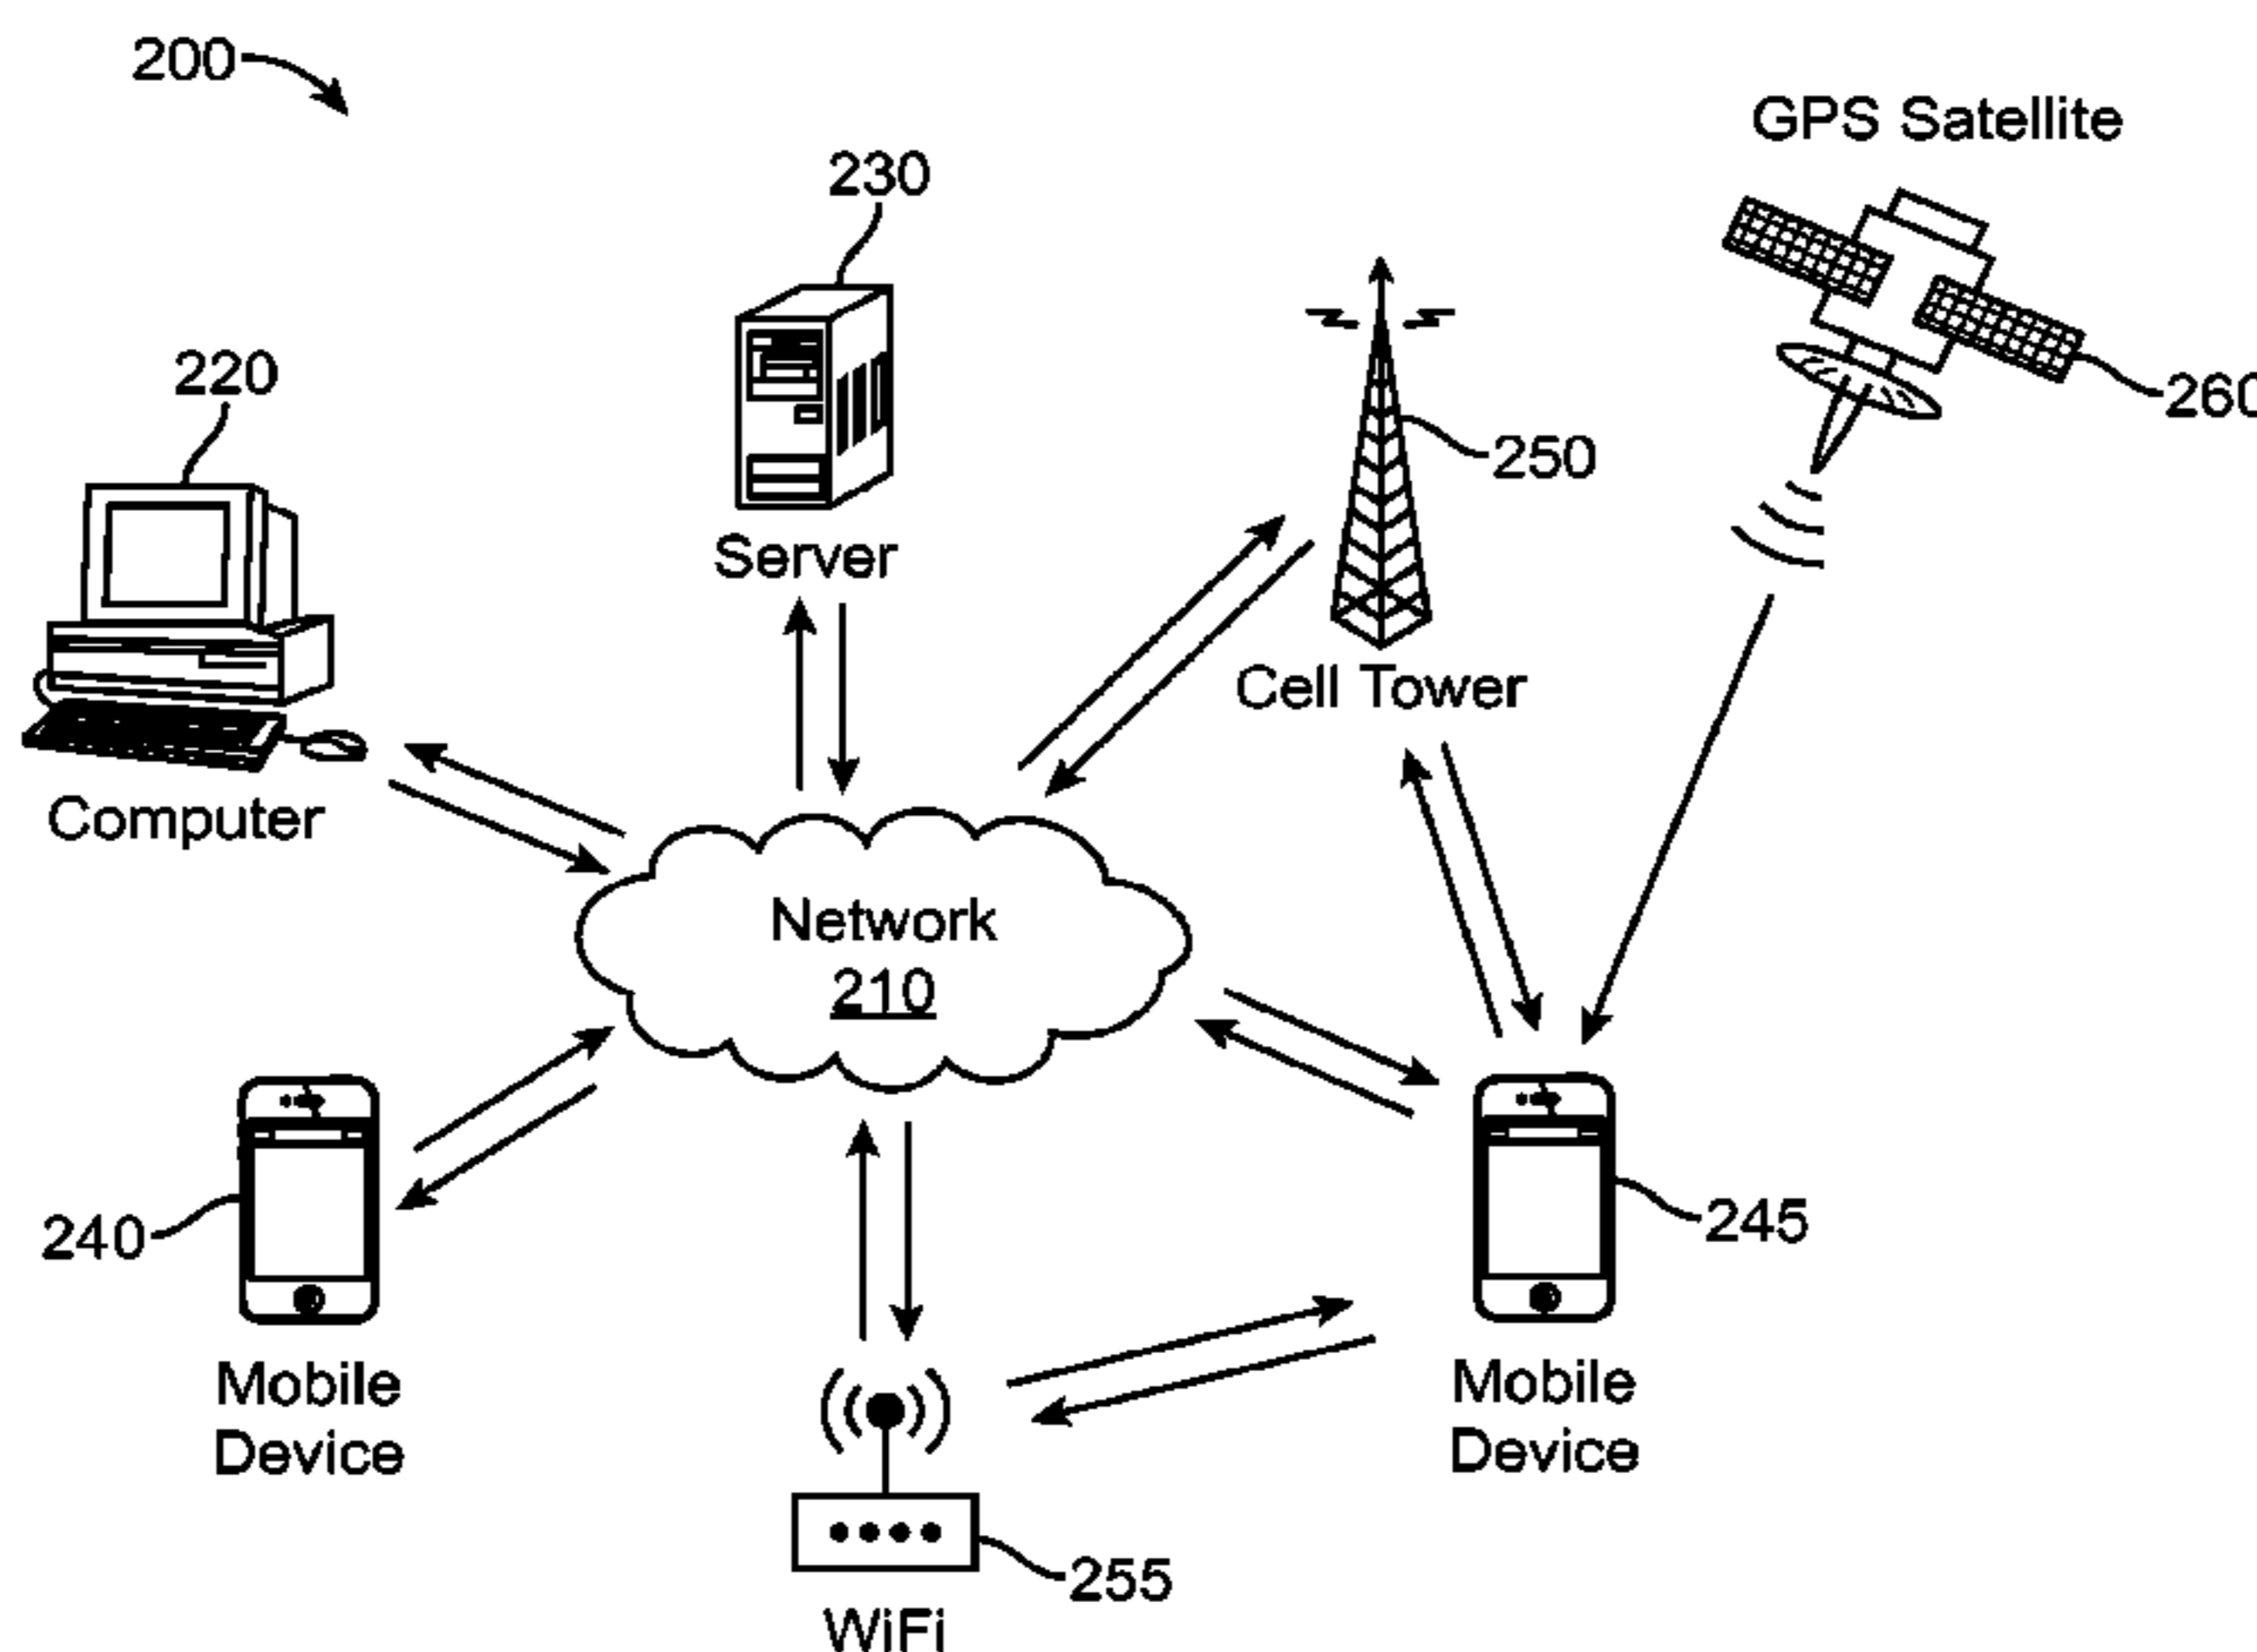 200
GPS Satellite
230
220
260
250
Server
Cell Tower
Computer
Network
210
240
245
Mobile
Device
Mobile
Device
255
WiFi